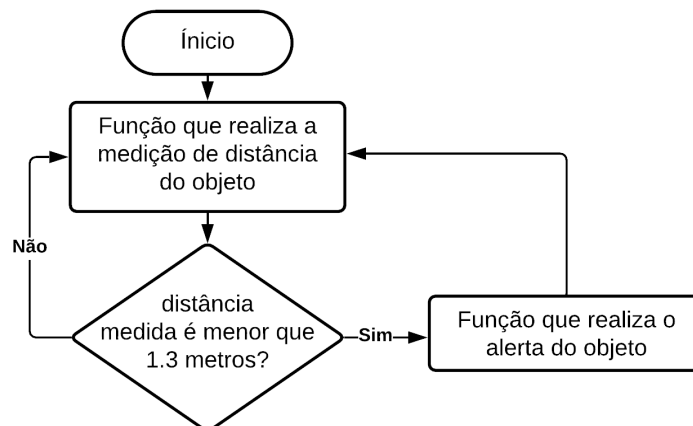 Ínicio
Função que realiza a
medição de distância
do objeto
Não
distância
medida é menor que
1.3 metros?
Sim
Função que realiza o
alerta do objeto